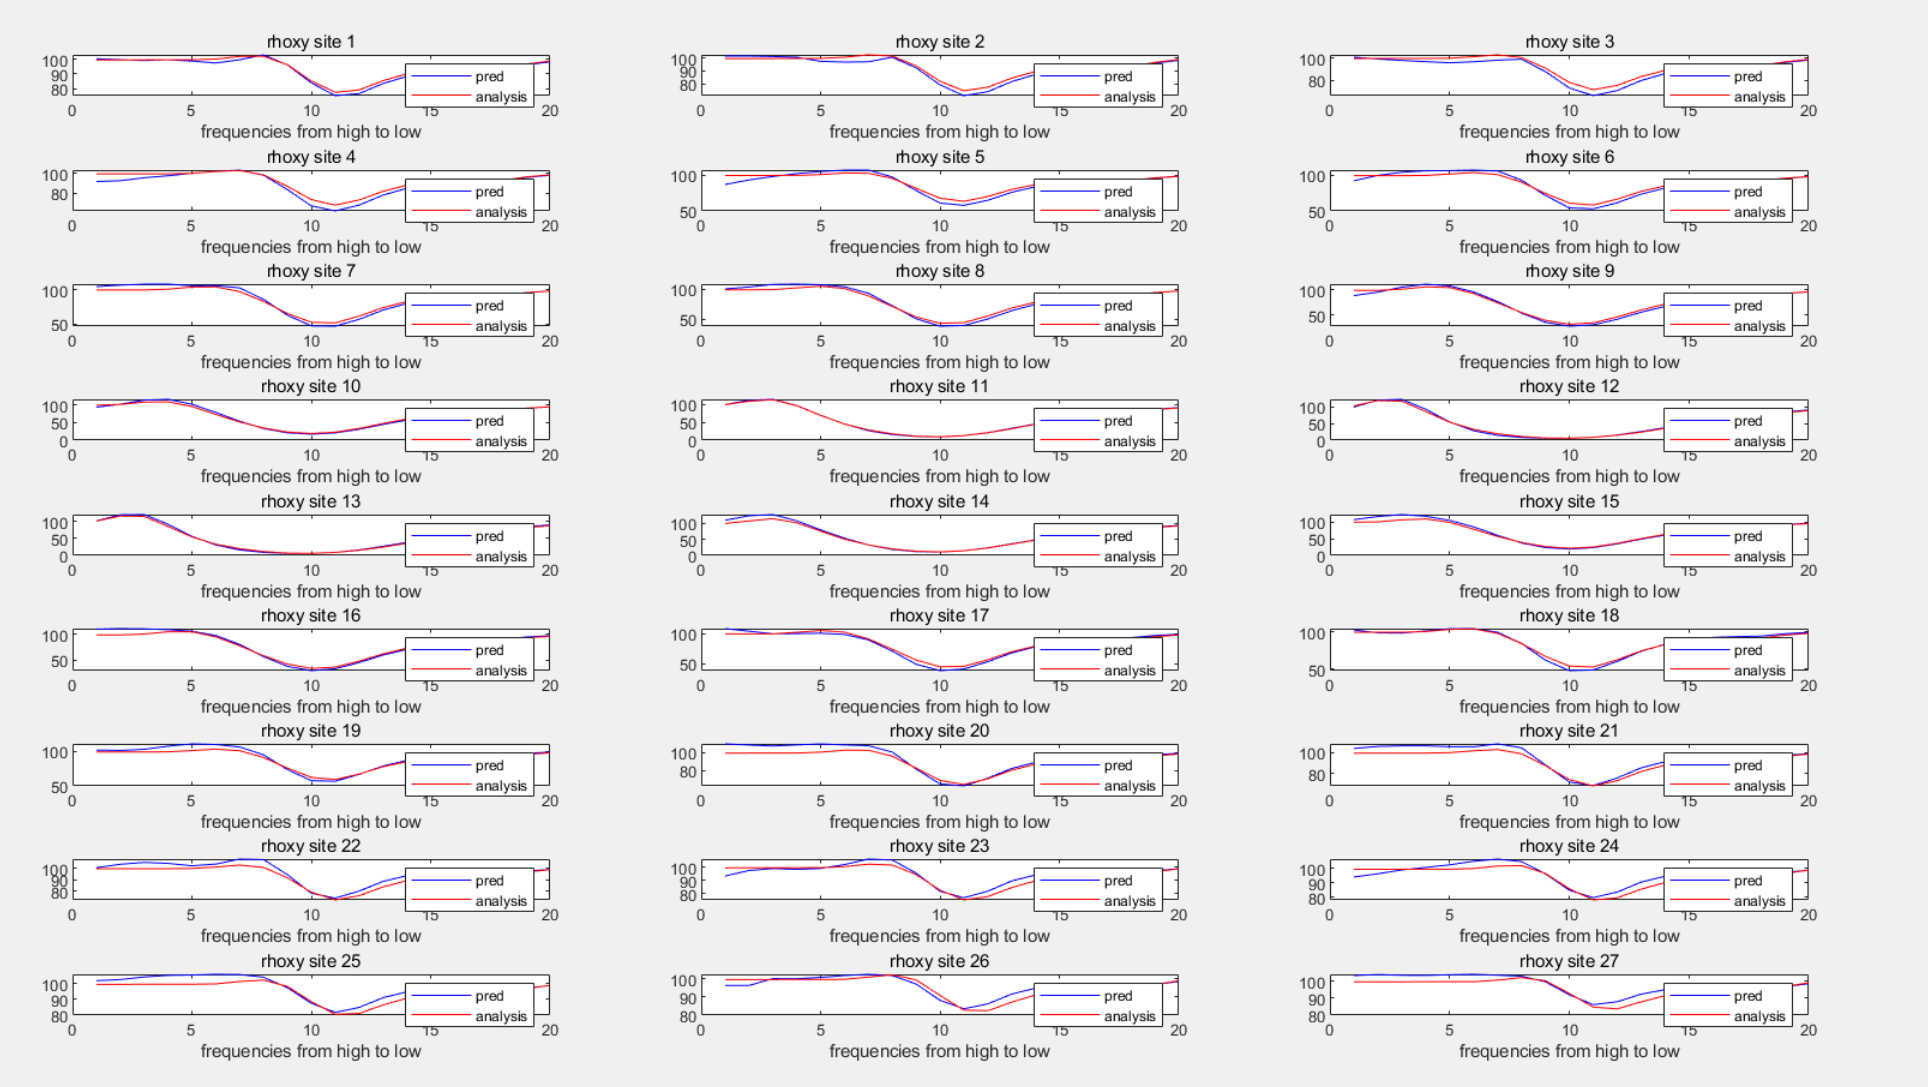 rhoxy site 1
100
90
80
pred
analysis
0 5 10 15 20
frequencies from high to low
rhoxy site 2
100
90
80
pred
analysis
0 5 10 15 20
frequencies from high to low
rhoxy site 3
100
80
pred
analysis
0 5 10 15 20
frequencies from high to low
rhoxy site 4
100
80
pred
analysis
0 5 10 15 20
frequencies from high to low
rhoxy site 5
100
50
pred
analysis
0 5 10 15 20
frequencies from high to low
rhoxy site 6
100
50
pred
analysis
0 5 10 15 20
frequencies from high to low
rhoxy site 7
100
50
pred
analysis
0 5 10 15 20
frequencies from high to low
rhoxy site 8
100
50
pred
analysis
0 5 10 15 20
frequencies from high to low
rhoxy site 9
100
50
pred
analysis
0 5 10 15 20
frequencies from high to low
rhoxy site 10
100
50
0
pred
analysis
0 5 10 15 20
frequencies from high to low
rhoxy site 11
100
50
0
pred
analysis
0 5 10 15 20
frequencies from high to low
rhoxy site 12
100
50
0
pred
analysis
0 5 10 15 20
frequencies from high to low
rhoxy site 13
100
50
0
pred
analysis
0 5 10 15 20
frequencies from high to low
rhoxy site 14
100
50
0
pred
analysis
0 5 10 15 20
frequencies from high to low
rhoxy site 15
100
50
0
pred
analysis
0 5 10 15 20
frequencies from high to low
rhoxy site 16
100
50
pred
analysis
0 5 10 15 20
frequencies from high to low
rhoxy site 17
100
50
pred
analysis
0 5 10 15 20
frequencies from high to low
rhoxy site 18
100
50
pred
analysis
0 5 10 15 20
frequencies from high to low
rhoxy site 19
100
50
pred
analysis
0 5 10 15 20
frequencies from high to low
rhoxy site 20
100
80
pred
analysis
0 5 10 15 20
frequencies from high to low
rhoxy site 21
100
80
pred
analysis
0 5 10 15 20
frequencies from high to low
rhoxy site 22
100
90
80
pred
analysis
0 5 10 15 20
frequencies from high to low
rhoxy site 23
100
90
80
pred
analysis
0 5 10 15 20
frequencies from high to low
rhoxy site 24
100
90
80
pred
analysis
0 5 10 15 20
frequencies from high to low
rhoxy site 25
100
90
80
pred
analysis
0 5 10 15 20
frequencies from high to low
rhoxy site 26
100
90
80
pred
analysis
0 5 10 15 20
frequencies from high to low
rhoxy site 27
100
90
80
pred
analysis
0 5 10 15 20
frequencies from high to low